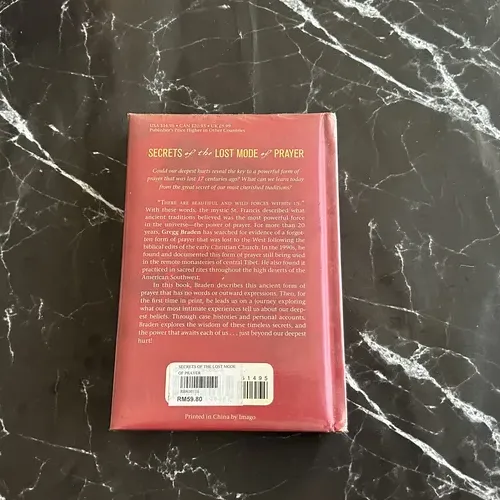 Publisher's Price Higher in Other Countries
SECRETS of the LOST MODE of PRAYER
Could our deepest hurts reveal the key to a powerful form of
prayer that was lost 17 centuries ago? What can we learn today
from the great secret of our most cherished traditions?
"THERE ARE BEAUTIFUL AND WILD FORCES WITHIN US."
With these words, the mystic St. Francis described what
ancient traditions believed was the most powerful force
in the universe—the power of prayer. For more than 20
years, Gregg Braden has searched for evidence of a forgot-
ten form of prayer that was lost to the West following the
biblical edits of the early Christian Church. In the 1990s, he
found and documented this form of prayer still being used
in the remote monasteries of central Tibet. He also found it
practiced in sacred rites throughout the high deserts of the
American Southwest.
In this book, Braden describes this ancient form of
prayer that has no words or outward expressions. Then, for
the first time in print, he leads us on a journey exploring
what our most intimate experiences tell us about our deep-
est beliefs. Through case histories and personal accounts,
Braden explores the wisdom of these timeless secrets, and
the power that awaits each of us . . . just beyond our deepest
hurt!
SECRETS OF THE LOST MODE
OF PRAYER
RM59.80
51495
Printed in China by Imago.